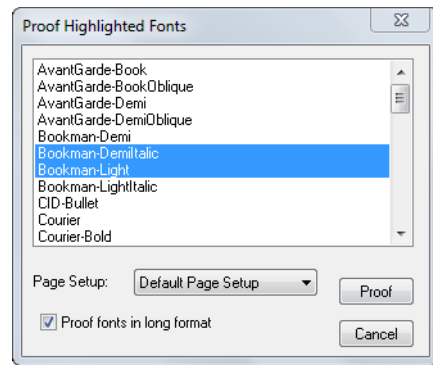 Proof Highlighted Fonts
AvantGarde-Book
AvantGarde-BookOblique
AvantGarde-Demi
AvantGarde-DemiOblique
Bookman-Demi
Bookman-DemiItalic
Bookman-Light
Bookman-LightItalic
CID-Bullet
Courier
Courier-Bold
Page Setup: Default Page Setup
Proof
Proof fonts in long format
Cancel